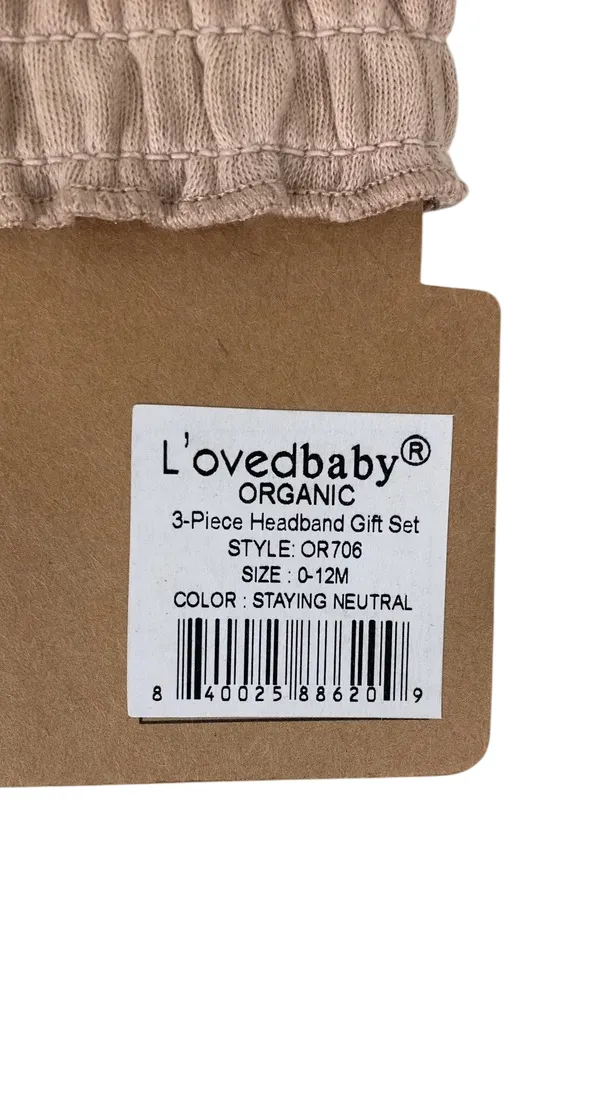 L'ovedbaby®
ORGANIC
3-Piece Headband Gift Set
STYLE: OR706
SIZE : 0-12M
COLOR : STAYING NEUTRAL
8 40025 88620 9